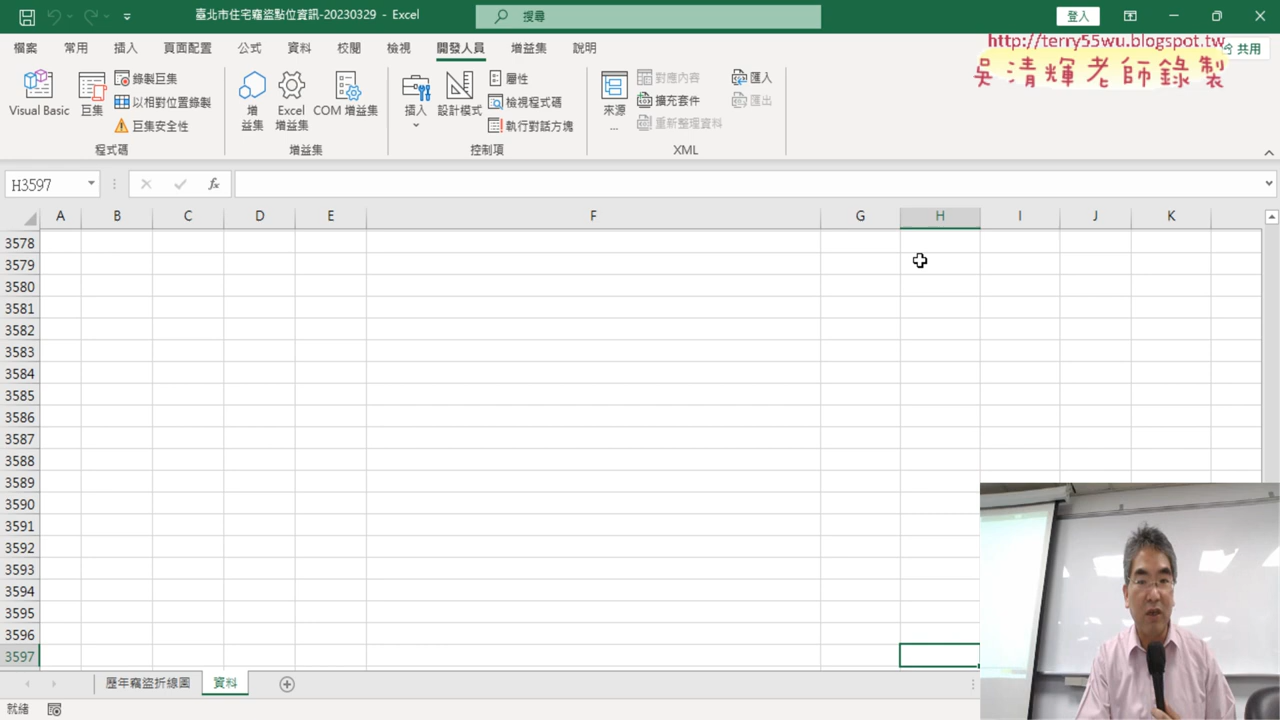 臺北市住宅竊盜點位資訊-20230329 - Excel
搜尋
登入
檔案 常用 插入 頁面配置 公式 資料 校閱 檢視 開發人員 增益集 說明
共用
http://terry55wu.blogspot.tw
吳清輝老師錄製
Visual Basic
巨集
錄製巨集
以相對位置錄製
巨集安全性
程式碼
增
益集
Excel
增益集
COM 增益集
增益集
插入
設計模式
屬性
檢視程式碼
執行對話方塊
控制項
來源
...
對應內容
擴充套件
重新整理資料
匯入
匯出
XML
H3597
fx
A B C D E F G H I J K
3578
3579
3580
3581
3582
3583
3584
3585
3586
3587
3588
3589
3590
3591
3592
3593
3594
3595
3596
3597
歷年竊盜折線圖 資料
就緒